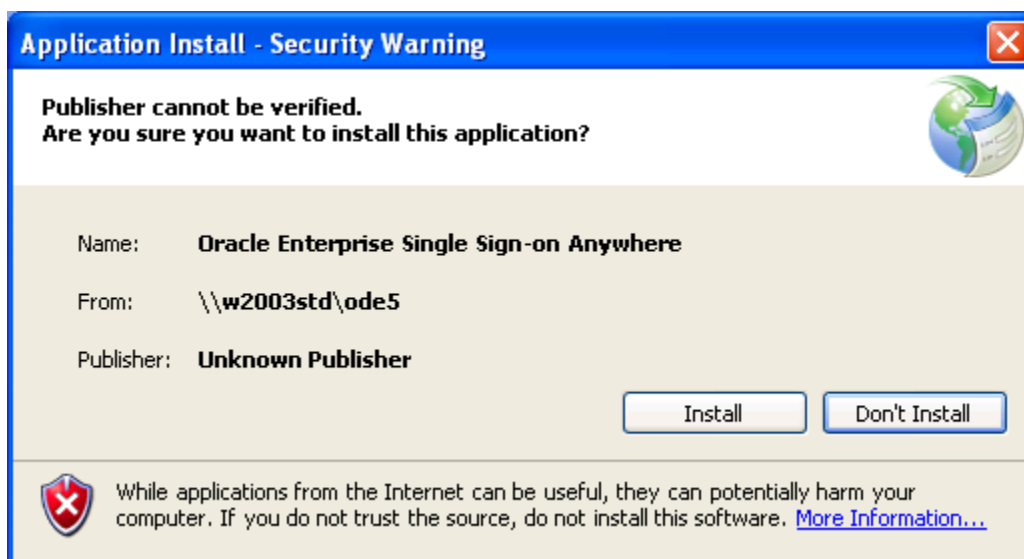 Application Install - Security Warning
Publisher cannot be verified.
Are you sure you want to install this application?
Name: Oracle Enterprise Single Sign-on Anywhere
From: \\w2003std\ode5
Publisher: Unknown Publisher
Install Don't Install
While applications from the Internet can be useful, they can potentially harm your
computer. If you do not trust the source, do not install this software. More Information...